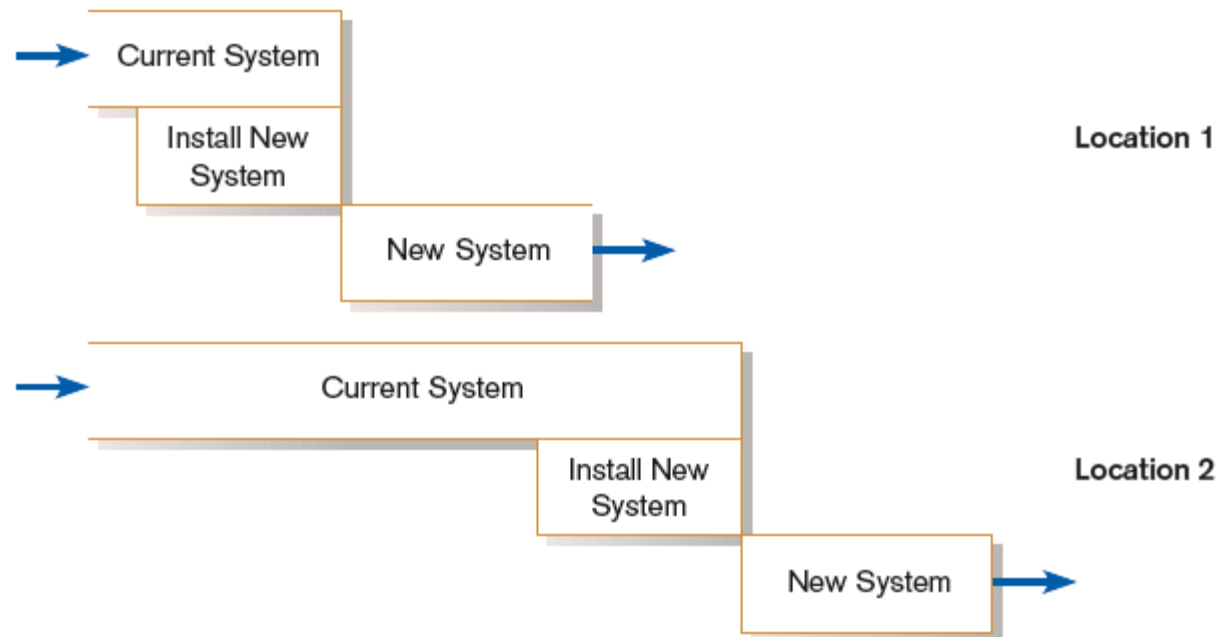 Current System
Install New
System
Location 1
New System
Current System
Install New
System
Location 2
New System